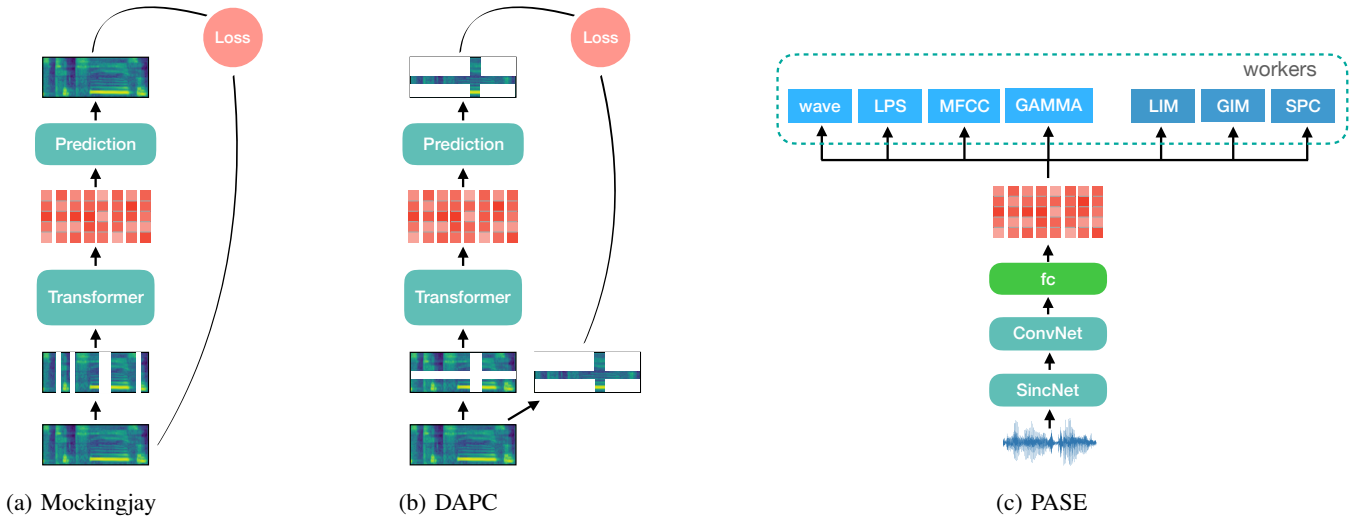 Loss
Prediction
Transformer
(a) Mockingjay
Loss
Prediction
Transformer
(b) DAPC
workers
wave LPS MFCC GAMMA LIM GIM SPC
fc
ConvNet
SincNet
(c) PASE